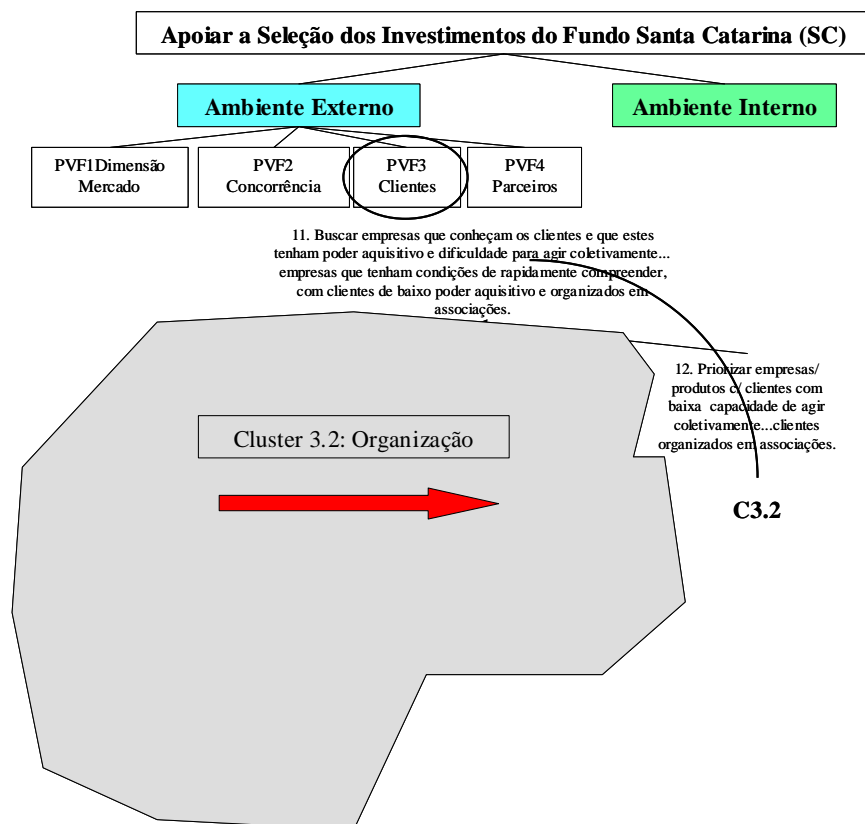 Apoiar a Seleção dos Investimentos do Fundo Santa Catarina (SC)
Ambiente Externo
Ambiente Interno
PVF1Dimensão
Mercado
PVF2
Concorrência
PVF3
Clientes
PVF4
Parceiros
11. Buscar empresas que conheçam os clientes e que estes
tenham poder aquisitivo e dificuldade para agir coletivamente...
empresas que tenham condições de rapidamente compreender,
com clientes de baixo poder aquisitivo e organizados em
associações.
12. Priorizar empresas/
produtos c/ clientes com
baixa capacidade de agir
coletivamente...clientes
organizados em associações.
Cluster 3.2: Organização
C3.2